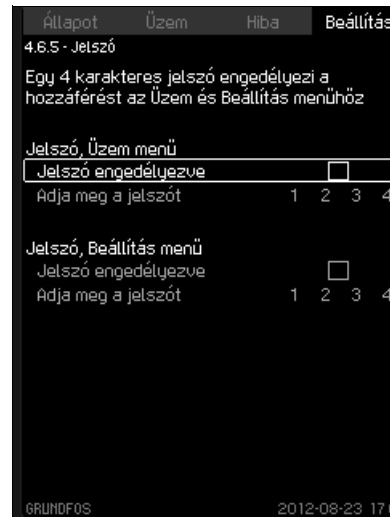 Állapot Üzem Hiba Beállítás
4.6.5 - Jelszó
Egy 4 karakteres jelszó engedélyezi a
hozzáférést az Üzem és Beállítás menühöz
Jelszó, Üzem menü
Jelszó engedélyezve
Adja meg a jelszót 1 2 3 4
Jelszó, Beállítás menü
Jelszó engedélyezve
Adja meg a jelszót 1 2 3 4
GRUNDFOS 2012-08-23